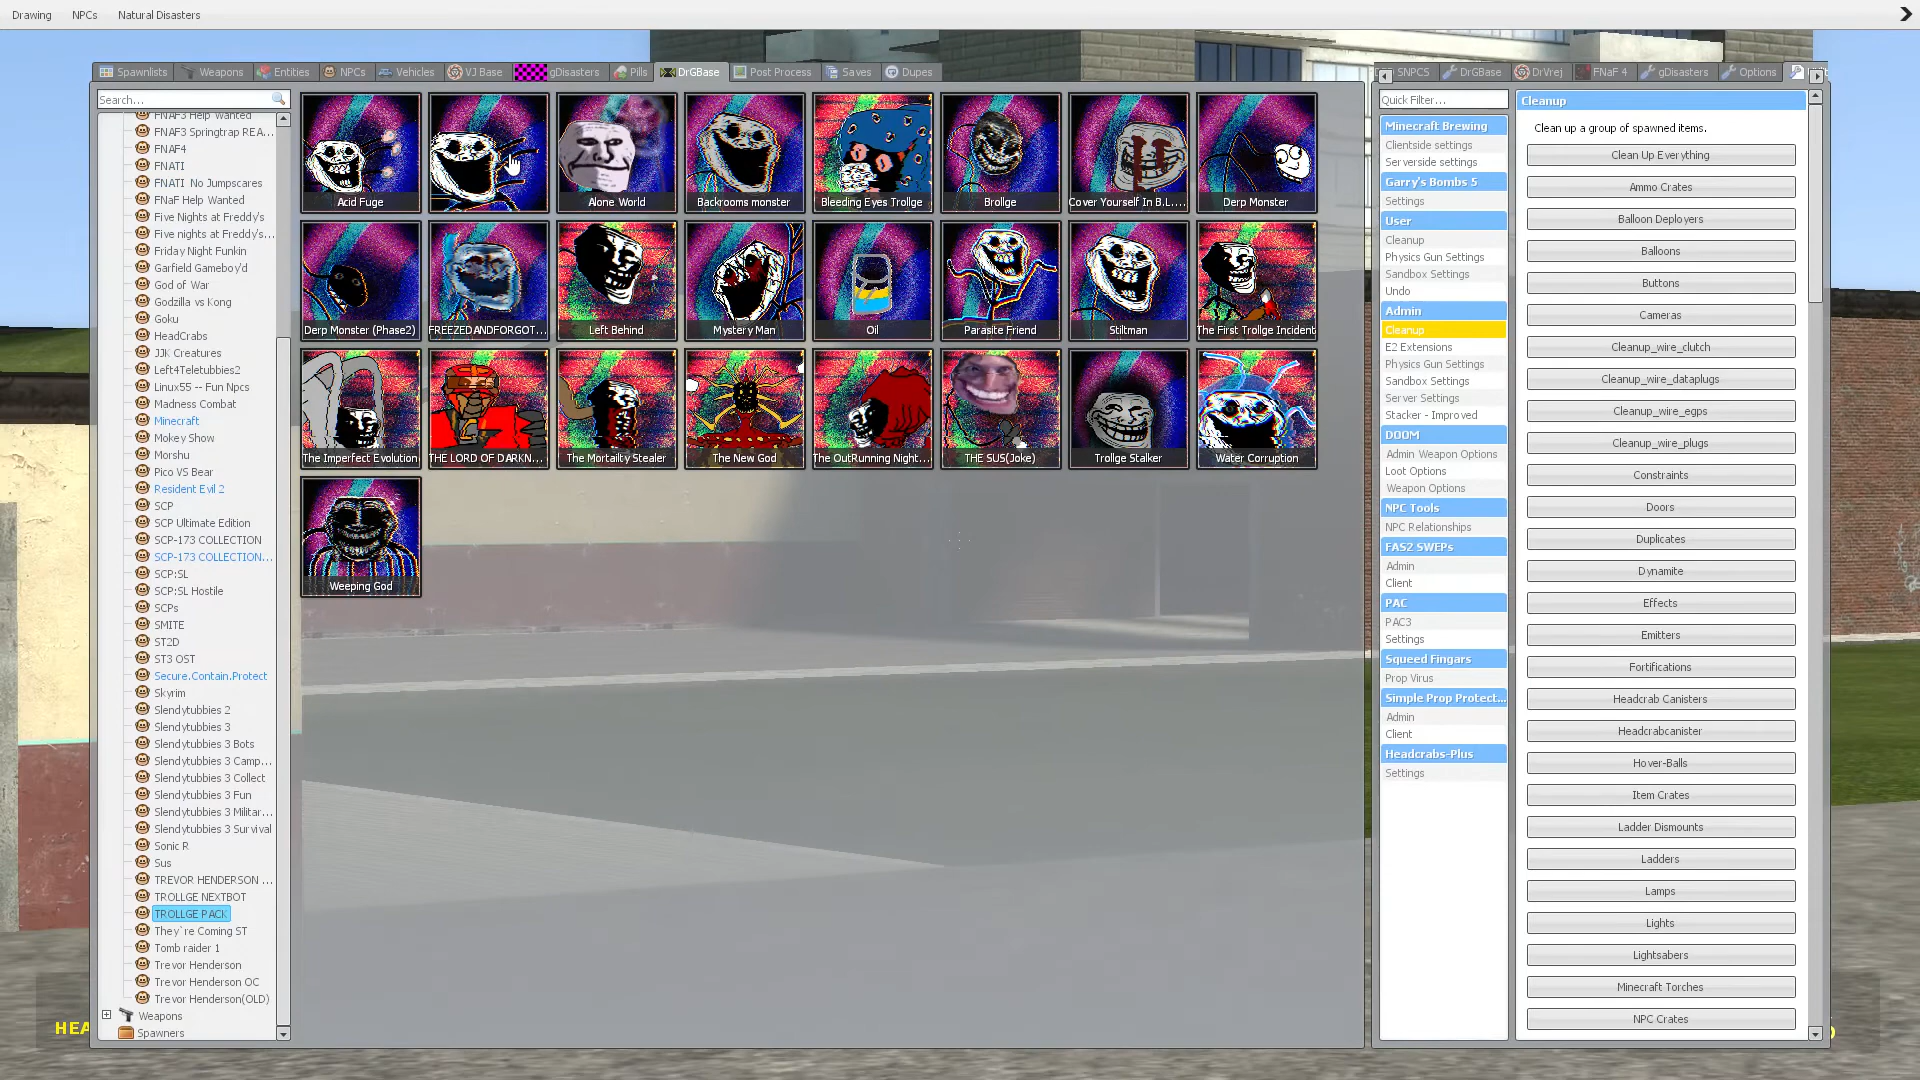 Drawing
NPCs
Natural Disasters
Spawnlists
Weapons
Entities
NPCs
Vehicles
VJ Base
gDisasters
Pills
DrGBase
Post Process
Saves
Dupes
SNPCS
DrGBase
DrVrej
FNaF 4
gDisasters
Options
Search...
FNAF3 Help Wanted
FNAF3 Springtrap REA...
FNAF4
FNATI
FNATI No Jumpscares
FNaF Help Wanted
Five Nights at Freddy's
Five nights at Freddy's...
Friday Night Funkin
Garfield Gameboy'd
God of War
Godzilla vs Kong
Goku
HeadCrabs
JJK Creatures
Left4Teletubbies2
Linux55 -- Fun Npcs
Madness Combat
Minecraft
Mokey Show
Morshu
Pico VS Bear
Resident Evil 2
SCP
SCP Ultimate Edition
SCP-173 COLLECTION
SCP-173 COLLECTION...
SCP:SL
SCP:SL Hostile
SCPs
SMITE
ST2D
ST3 OST
Secure.Contain.Protect
Skyrim
Slendytubbies 2
Slendytubbies 3
Slendytubbies 3 Bots
Slendytubbies 3 Camp...
Slendytubbies 3 Collect
Slendytubbies 3 Fun
Slendytubbies 3 Militar...
Slendytubbies 3 Survival
Sonic R
Sus
TREVOR HENDERSON ...
TROLLGE NEXTBOT
TROLLGE PACK
They're Coming ST
Tomb raider 1
Trevor Henderson
Trevor Henderson OC
Trevor Henderson(OLD)
Weapons
Spawners
HEA
Acid Fuge
Alone World
Backrooms monster
Bleeding Eyes Trollge
Brollge
Cover Yourself In B.L....
Derp Monster
Derp Monster (Phase2)
FREEZEDANDFORGOT...
Left Behind
Mystery Man
Oil
Parasite Friend
Stiltman
The First Trollge Incident
The Imperfect Evolution
THE LORD OF DARKN...
The Mortailty Stealer
The New God
The OutRunning Night...
THE SUS(Joke)
Trollge Stalker
Water Corruption
Weeping God
Quick Filter...
Minecraft Brewing
Clientside settings
Serverside settings
Garry's Bombs 5
Settings
User
Cleanup
Physics Gun Settings
Sandbox Settings
Undo
Admin
Cleanup
E2 Extensions
Physics Gun Settings
Sandbox Settings
Server Settings
Stacker - Improved
DOOM
Admin Weapon Options
Loot Options
Weapon Options
NPC Tools
NPC Relationships
FAS2 SWEPs
Admin
Client
PAC
PAC3
Settings
Squeed Fingars
Prop Virus
Simple Prop Protect...
Admin
Client
Headcrabs-Plus
Settings
Cleanup
Clean up a group of spawned items.
Clean Up Everything
Ammo Crates
Balloon Deployers
Balloons
Buttons
Cameras
Cleanup_wire_clutch
Cleanup_wire_dataplugs
Cleanup_wire_egps
Cleanup_wire_plugs
Constraints
Doors
Duplicates
Dynamite
Effects
Emitters
Fortifications
Headcrab Canisters
Headcrabcanister
Hover-Balls
Item Crates
Ladder Dismounts
Ladders
Lamps
Lights
Lightsabers
Minecraft Torches
NPC Crates